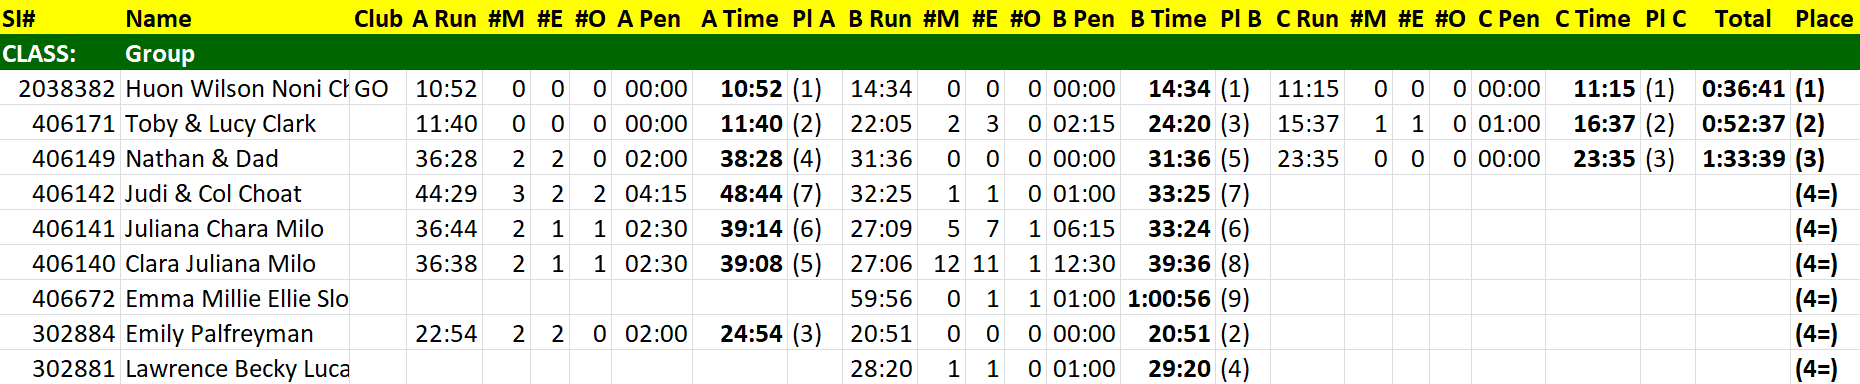 SI# Name Club A Run #M #E #O A Pen A Time Pl A B Run #M #E #O B Pen B Time Pl B C Run #M #E #O C Pen C Time Pl C Total Place
CLASS: Group
2038382 Huon Wilson Noni Ch GO 10:52 0 0 0 00:00 10:52 (1) 14:34 0 0 0 00:00 14:34 (1) 11:15 0 0 0 00:00 11:15 (1) 0:36:41 (1)
406171 Toby & Lucy Clark 11:40 0 0 0 00:00 11:40 (2) 22:05 2 3 0 02:15 24:20 (3) 15:37 1 1 0 01:00 16:37 (2) 0:52:37 (2)
406149 Nathan & Dad 36:28 2 2 0 02:00 38:28 (4) 31:36 0 0 0 00:00 31:36 (5) 23:35 0 0 0 00:00 23:35 (3) 1:33:39 (3)
406142 Judi & Col Choat 44:29 3 2 2 04:15 48:44 (7) 32:25 1 1 0 01:00 33:25 (7) (4=)
406141 Juliana Chara Milo 36:44 2 1 1 02:30 39:14 (6) 27:09 5 7 1 06:15 33:24 (6) (4=)
406140 Clara Juliana Milo 36:38 2 1 1 02:30 39:08 (5) 27:06 12 11 1 12:30 39:36 (8) (4=)
406672 Emma Millie Ellie Slo 59:56 0 1 1 01:00 1:00:56 (9) (4=)
302884 Emily Palfreyman 22:54 2 2 0 02:00 24:54 (3) 20:51 0 0 0 00:00 20:51 (2) (4=)
302881 Lawrence Becky Luca 28:20 1 1 0 01:00 29:20 (4) (4=)